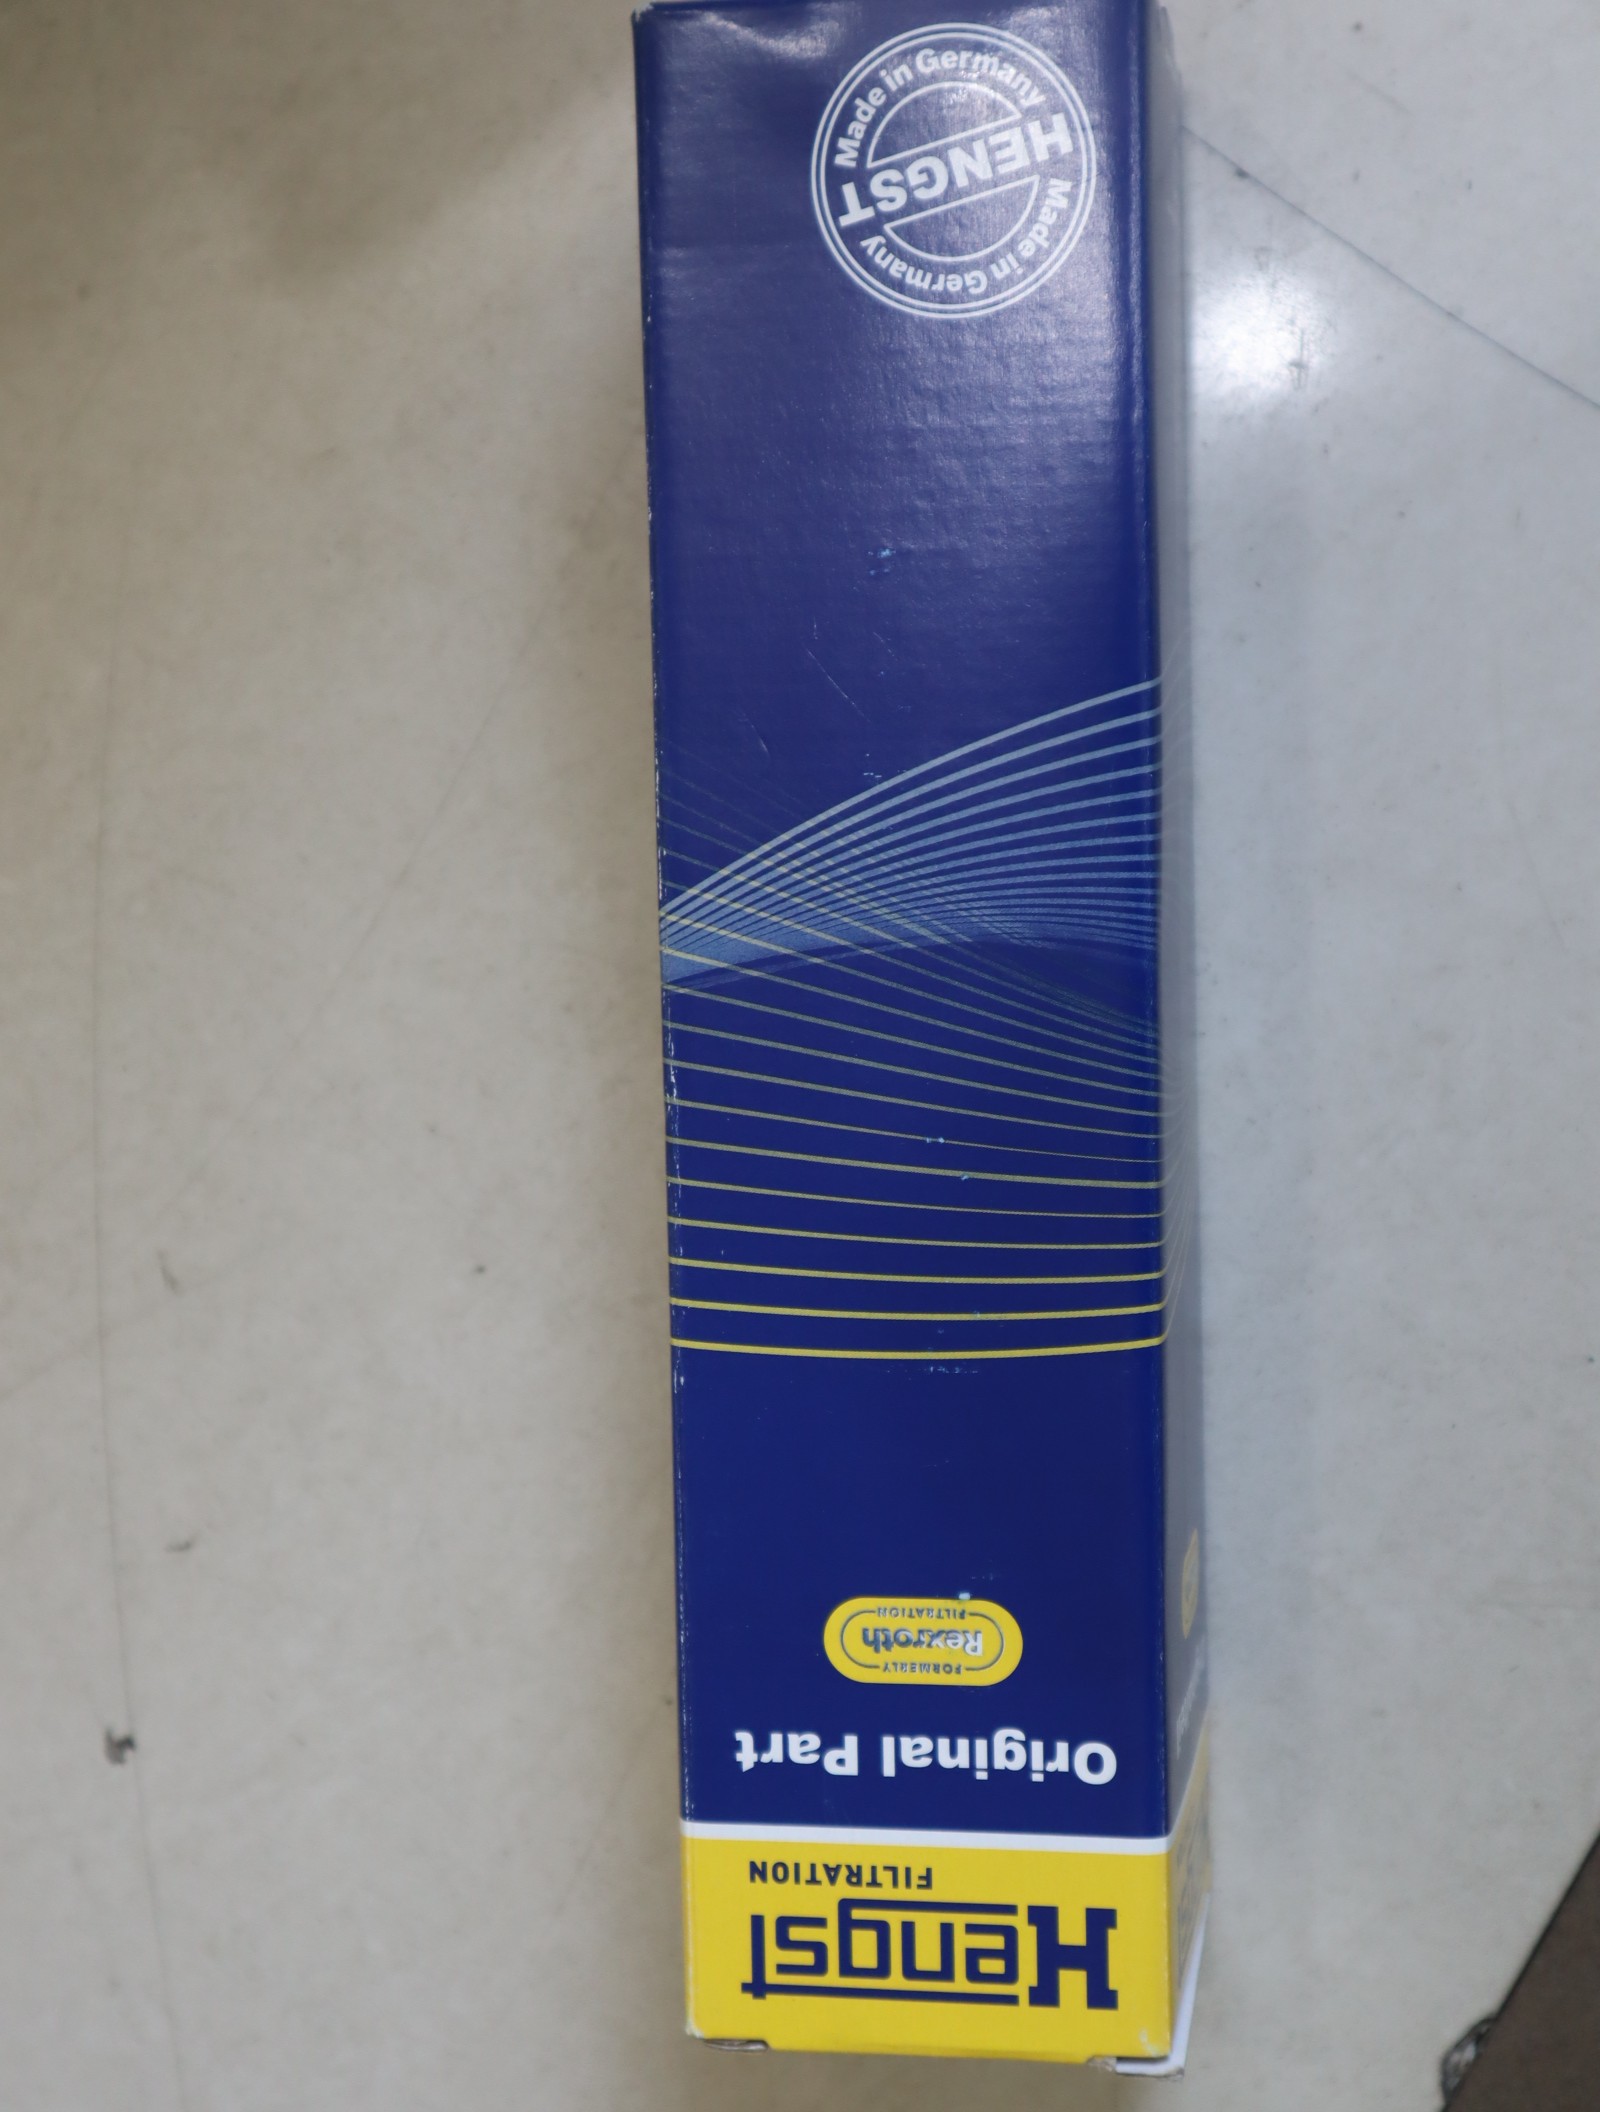 Hengst
FILTRATION
Original Part
FORMERLY
Rexroth
FILTRATION
Made in Germany
HENGST
Made in Germany